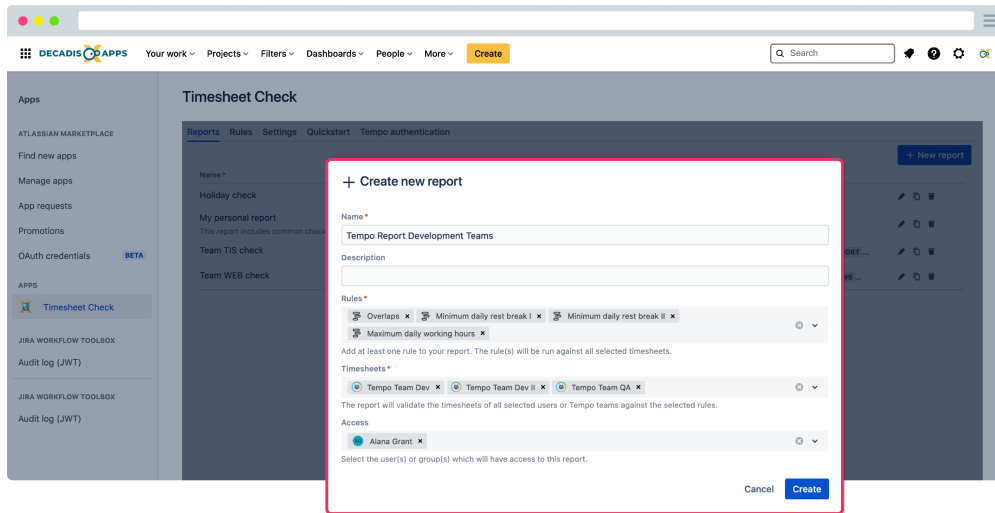 DECADIS APPS Your work Projects Filters Dashboards People More Create Search
Apps
ATLASSIAN MARKETPLACE
Find new apps
Manage apps
App requests
Promotions
OAuth credentials BETA
APPS
Timesheet Check
JIRA WORKFLOW TOOLBOX
Audit log (JWT)
JIRA WORKFLOW TOOLBOX
Audit log (JWT)
Timesheet Check
Reports Rules Settings Quickstart Tempo authentication
+ New report
Name
Holiday check
My personal report
This report includes common check
Team TIS check
Team WEB check
+ Create new report
Name *
Tempo Report Development Teams
Description
Rules *
Overlaps × Minimum daily rest break I × Minimum daily rest break II ×
Maximum daily working hours ×
Add at least one rule to your report. The rule(s) will be run against all selected timesheets.
Timesheets *
Tempo Team Dev × Tempo Team Dev II × Tempo Team QA ×
The report will validate the timesheets of all selected users or Tempo teams against the selected rules.
Access
AG Alana Grant ×
Select the user(s) or group(s) which will have access to this report.
Cancel Create